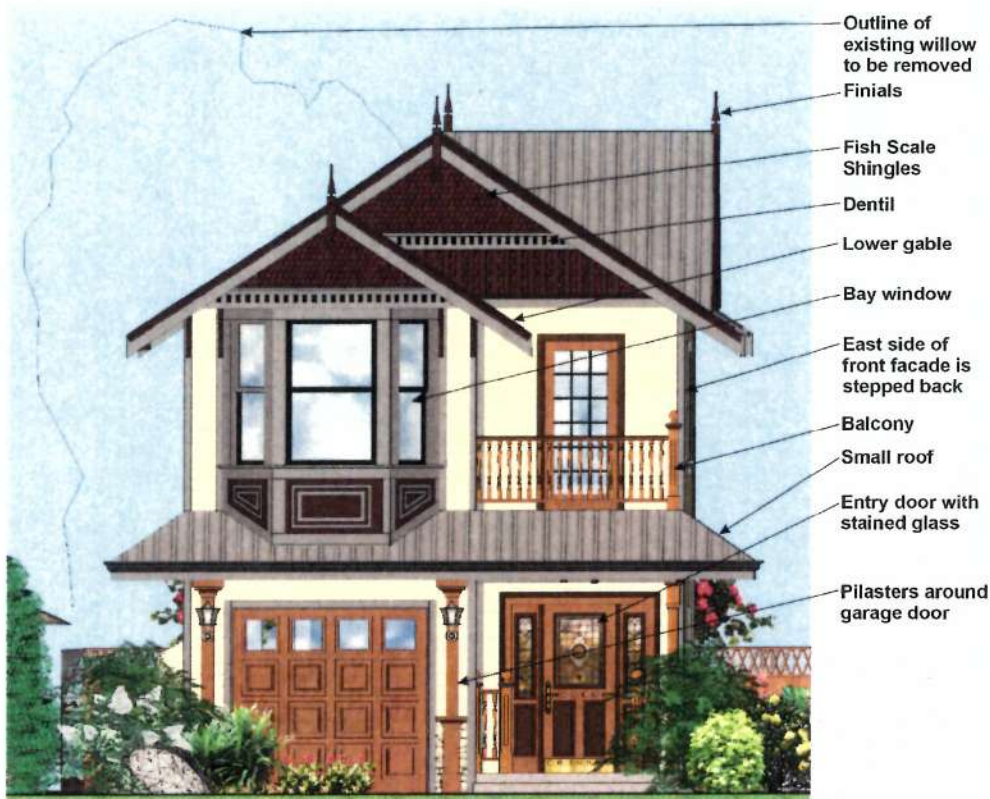 Outline of
existing willow
to be removed
Finials
Fish Scale
Shingles
Dentil
Lower gable
Bay window
East side of
front facade is
stepped back
Balcony
Small roof
Entry door with
stained glass
Pilasters around
garage door